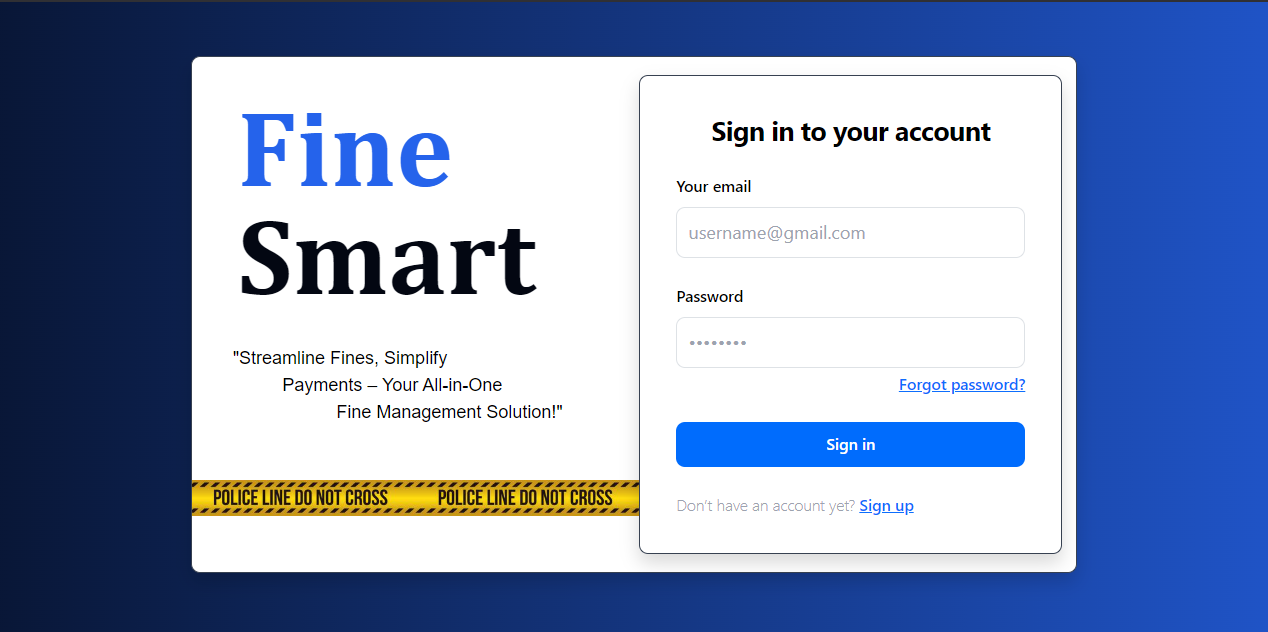 Fine
Smart
"Streamline Fines, Simplify
Payments – Your All-in-One
Fine Management Solution!"
POLICE LINE DO NOT CROSS POLICE LINE DO NOT CROSS
Sign in to your account
Your email
username@gmail.com
Password
••••••••
Forgot password?
Sign in
Don't have an account yet? Sign up